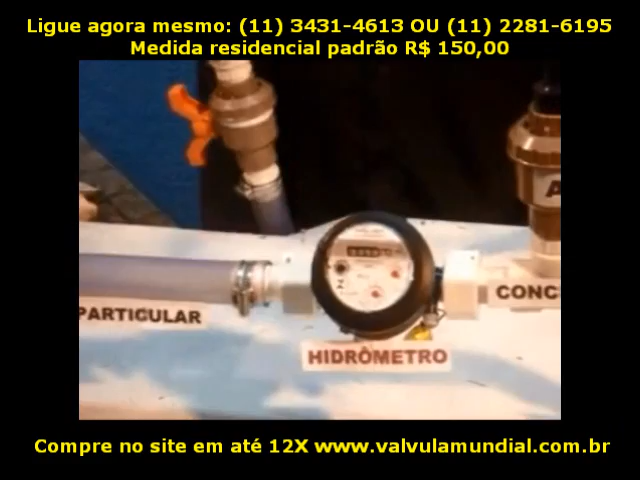 Ligue agora mesmo: (11) 3431-4613 OU (11) 2281-6195
Medida residencial padrão R$ 150,00
PARTICULAR
HIDRÔMETRO
CONC
A
Compre no site em até 12X www.valvulamundial.com.br